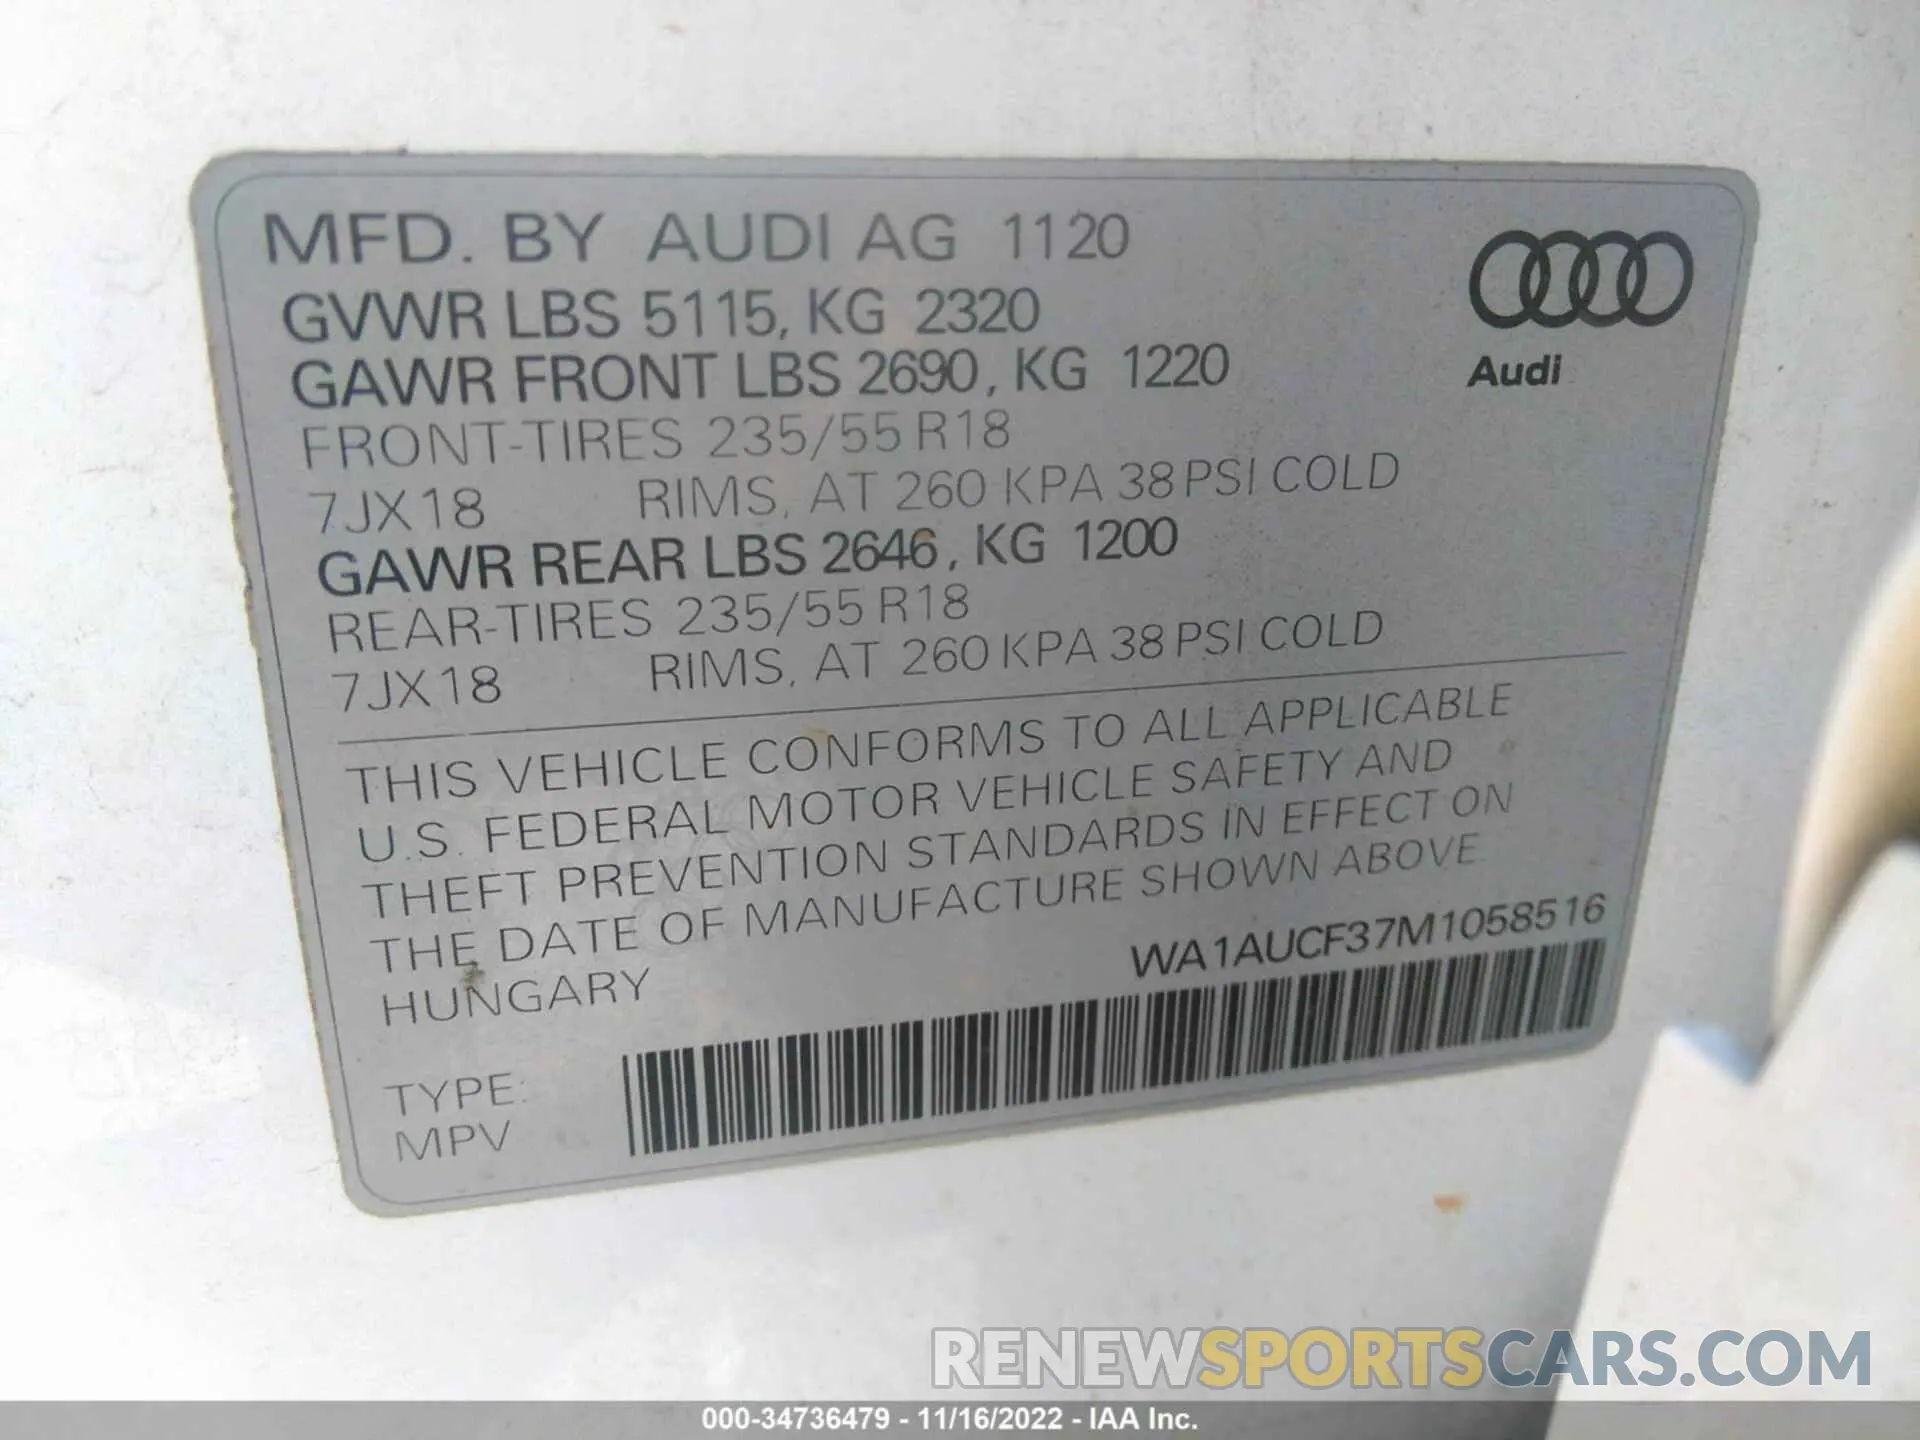 MFD. BY AUDI AG 1120
GVWR LBS 5115, KG 2320
GAWR FRONT LBS 2690, KG 1220
FRONT-TIRES 235/55 R18
7JX18 RIMS, AT 260 KPA 38 PSI COLD
GAWR REAR LBS 2646, KG 1200
REAR-TIRES 235/55 R18
7JX18 RIMS, AT 260 KPA 38 PSI COLD
Audi
THIS VEHICLE CONFORMS TO ALL APPLICABLE
U.S. FEDERAL MOTOR VEHICLE SAFETY AND
THEFT PREVENTION STANDARDS IN EFFECT ON
THE DATE OF MANUFACTURE SHOWN ABOVE.
HUNGARY
WA1AUCF37M1058516
TYPE:
MPV
RENEWSPORTSCARS.COM
000-34736479 - 11/16/2022 - IAA Inc.